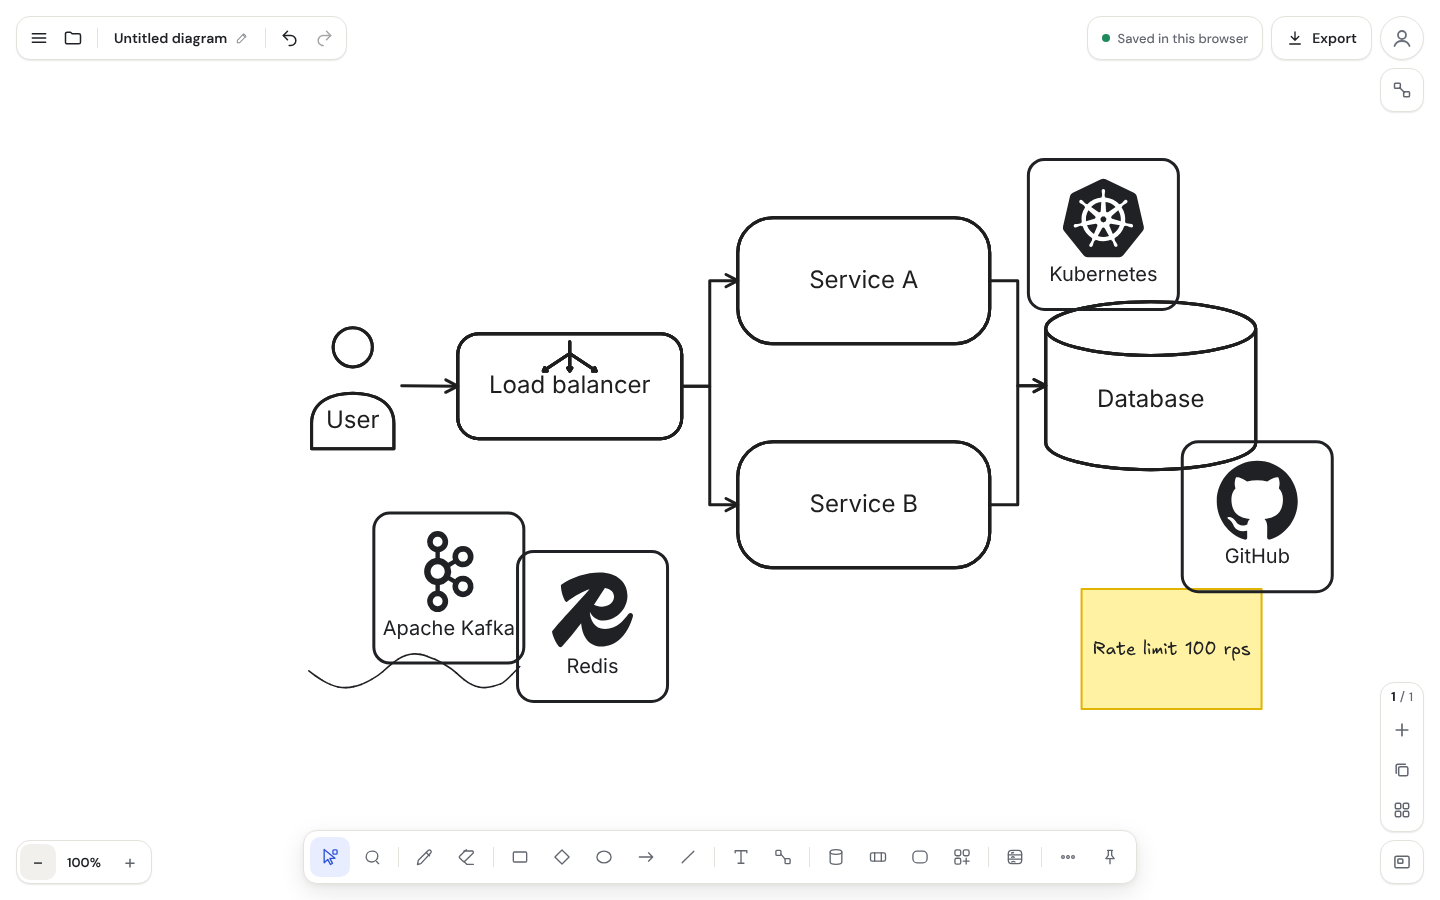 Untitled diagram
Saved in this browser
Export
Kubernetes
Service A
Load balancer
User
Database
Service B
GitHub
Apache Kafka
Redis
Rate limit 100 rps
1 / 1
100%